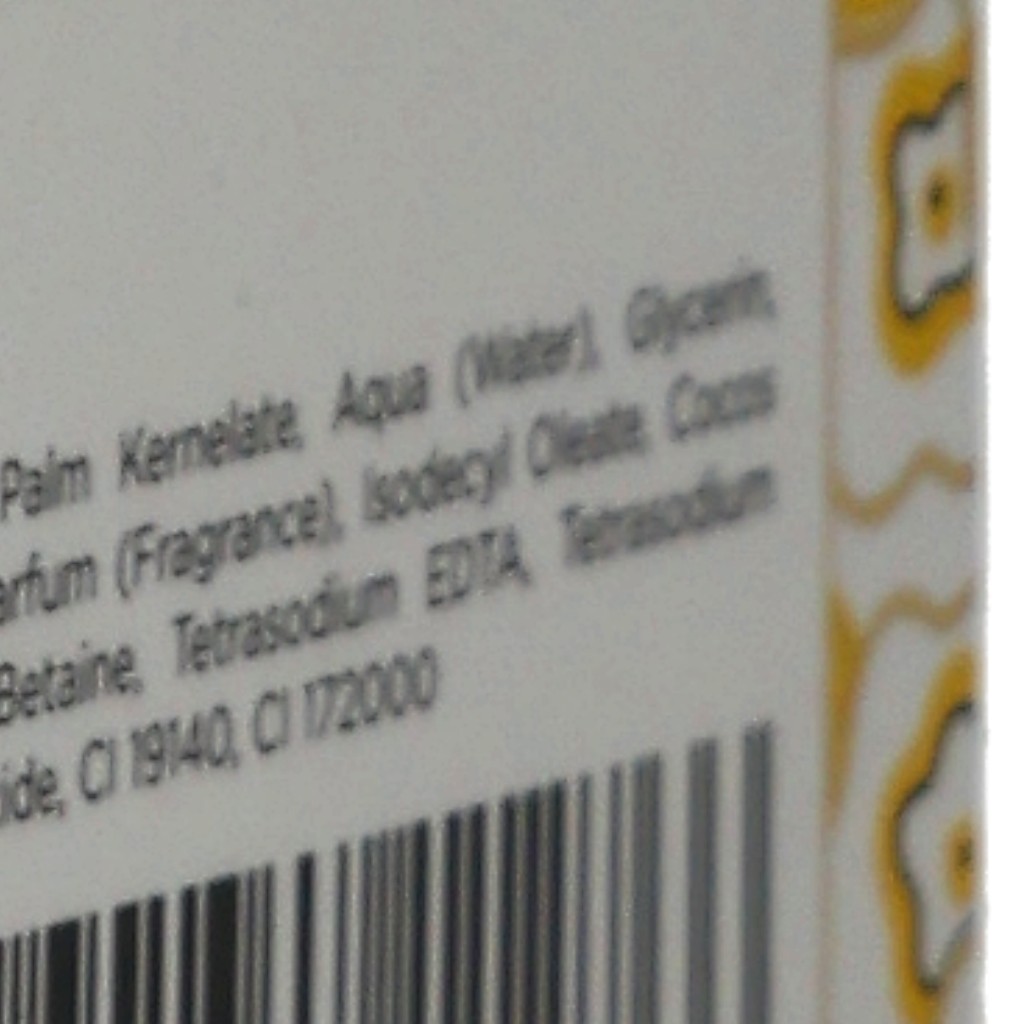 Palm Kernelate, Aqua (Water), Glycerin,
arfum (Fragrance), Isodecyl Oleate, Cocos
Betaine, Tetrasodium EDTA, Tetrasodium
ide, CI 19140, CI 172000